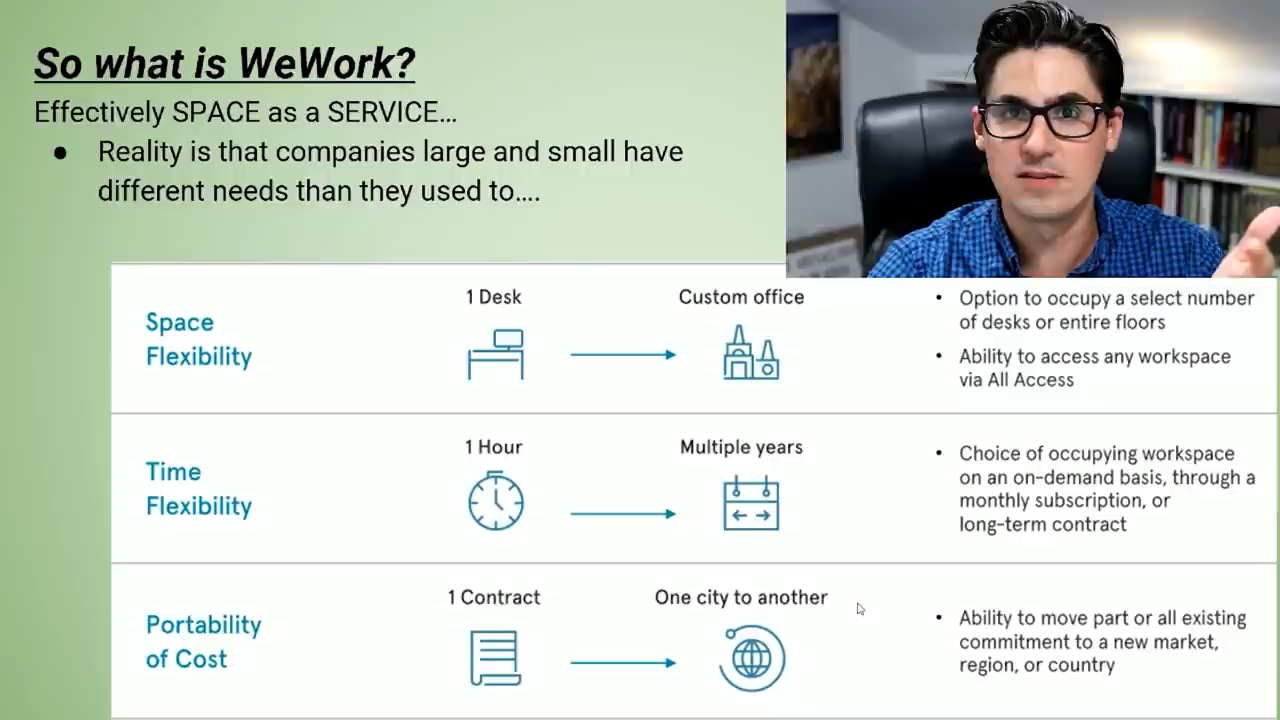 So what is WeWork?
Effectively SPACE as a SERVICE...
● Reality is that companies large and small have
different needs than they used to....
Space
Flexibility
1 Desk
Custom office
• Option to occupy a select number
of desks or entire floors
• Ability to access any workspace
via All Access
Time
Flexibility
1 Hour
Multiple years
• Choice of occupying workspace
on an on-demand basis, through a
monthly subscription, or
long-term contract
Portability
of Cost
1 Contract
One city to another
• Ability to move part or all existing
commitment to a new market,
region, or country